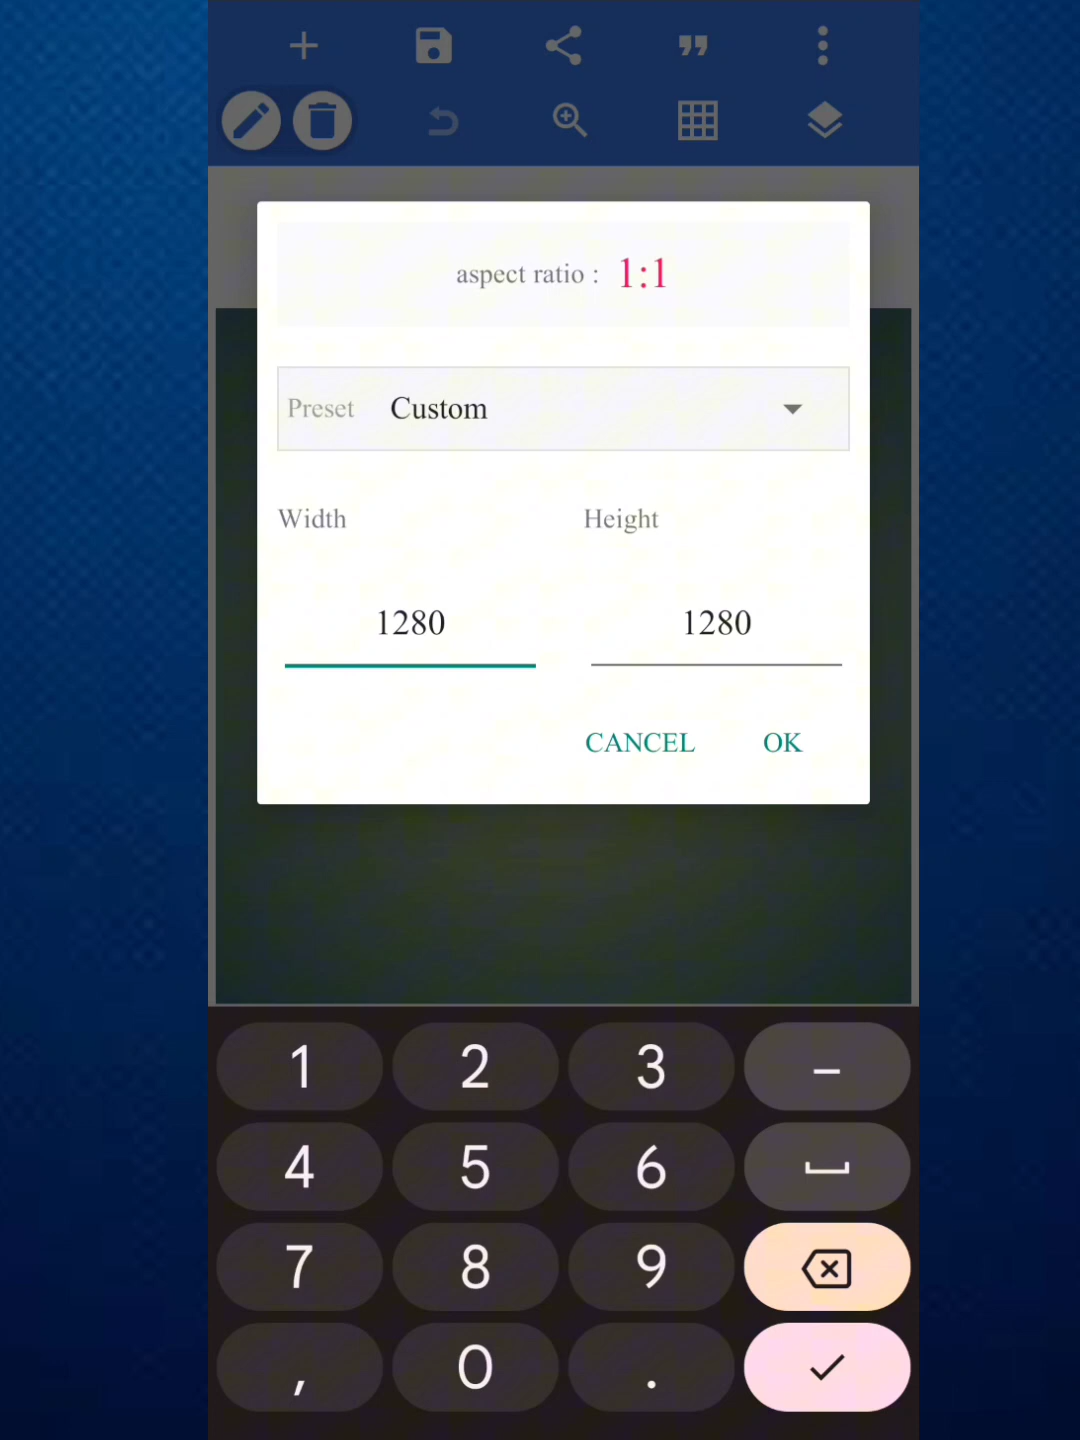 aspect ratio : 1:1
Preset Custom
Width Height
1280 1280
CANCEL OK
1 2 3 –
4 5 6
7 8 9
, 0 .